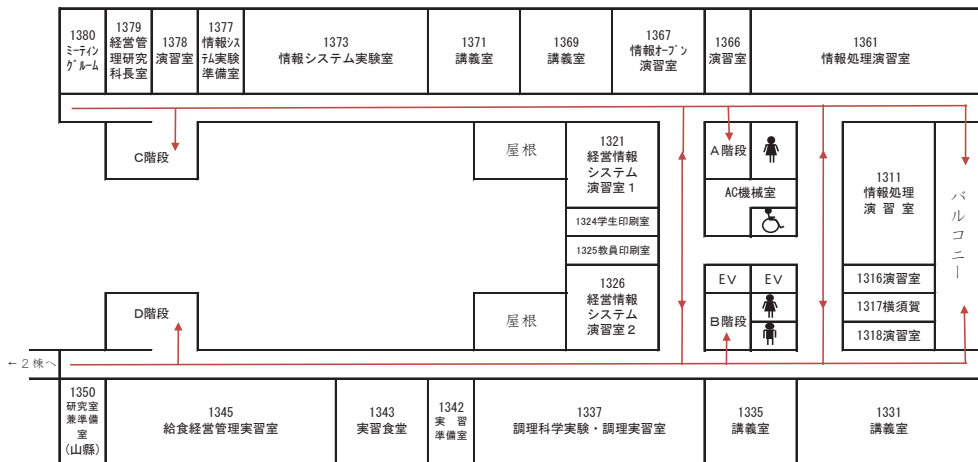 1380
ミーティン
グルーム
1379
経営管
理研究
科長室
1378
演習室
1377
情報シス
テム実験
準備室
1373
情報システム実験室
1371
講義室
1369
講義室
1367
情報オープン
演習室
1366
演習室
1361
情報処理演習室
C階段
屋根
1321
経営情報
システム
演習室1
A階段
AC機械室
1311
情報処理
演習室
バルコニー
1324学生印刷室
1325教員印刷室
1326
経営情報
システム
演習室2
EV
EV
1316演習室
1317横須賀
1318演習室
D階段
屋根
B階段
←2棟へ
1350
研究室
兼準備
室
(山縣)
1345
給食経営管理実習室
1343
実習食堂
1342
実習
準備室
1337
調理科学実験・調理実習室
1335
講義室
1331
講義室